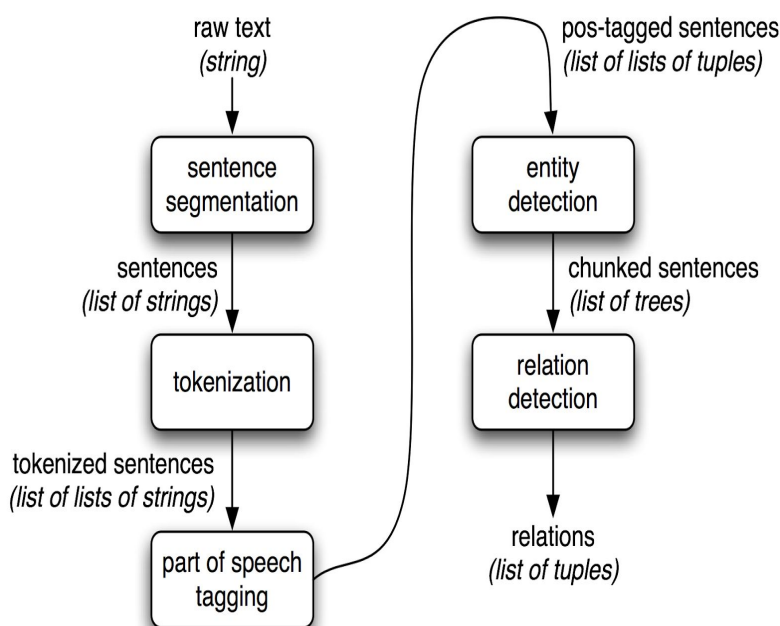 raw text
(string)
sentence
segmentation
sentences
(list of strings)
tokenization
tokenized sentences
(list of lists of strings)
part of speech
tagging
pos-tagged sentences
(list of lists of tuples)
entity
detection
chunked sentences
(list of trees)
relation
detection
relations
(list of tuples)